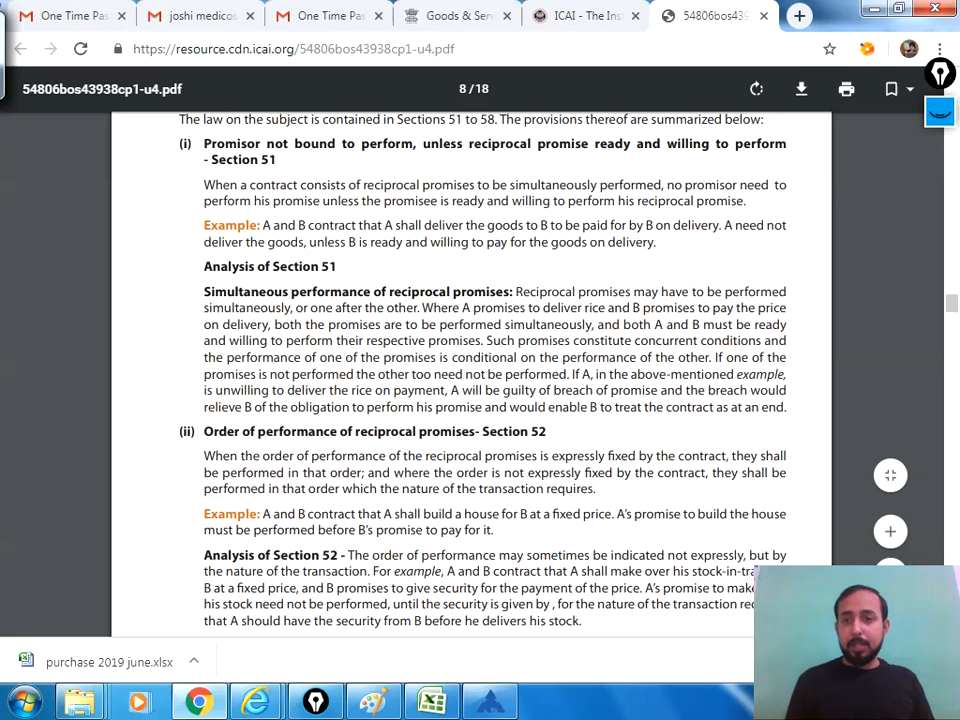 One Time Pas
joshi medicos
One Time Pas
Goods & Serv
ICAI - The Ins
54806bos439
https://resource.cdn.icai.org/54806bos43938cp1-u4.pdf
54806bos43938cp1-u4.pdf
8 / 18
The law on the subject is contained in Sections 51 to 58. The provisions thereof are summarized below:
(i) Promisor not bound to perform, unless reciprocal promise ready and willing to perform
- Section 51
When a contract consists of reciprocal promises to be simultaneously performed, no promisor need to
perform his promise unless the promisee is ready and willing to perform his reciprocal promise.
Example: A and B contract that A shall deliver the goods to B to be paid for by B on delivery. A need not
deliver the goods, unless B is ready and willing to pay for the goods on delivery.
Analysis of Section 51
Simultaneous performance of reciprocal promises: Reciprocal promises may have to be performed
simultaneously, or one after the other. Where A promises to deliver rice and B promises to pay the price
on delivery, both the promises are to be performed simultaneously, and both A and B must be ready
and willing to perform their respective promises. Such promises constitute concurrent conditions and
the performance of one of the promises is conditional on the performance of the other. If one of the
promises is not performed the other too need not be performed. If A, in the above-mentioned example,
is unwilling to deliver the rice on payment, A will be guilty of breach of promise and the breach would
relieve B of the obligation to perform his promise and would enable B to treat the contract as at an end.
(ii) Order of performance of reciprocal promises- Section 52
When the order of performance of the reciprocal promises is expressly fixed by the contract, they shall
be performed in that order; and where the order is not expressly fixed by the contract, they shall be
performed in that order which the nature of the transaction requires.
Example: A and B contract that A shall build a house for B at a fixed price. A's promise to build the house
must be performed before B's promise to pay for it.
Analysis of Section 52 - The order of performance may sometimes be indicated not expressly, but by
the nature of the transaction. For example, A and B contract that A shall make over his stock-in-tra
B at a fixed price, and B promises to give security for the payment of the price. A's promise to make
his stock need not be performed, until the security is given by , for the nature of the transaction re
that A should have the security from B before he delivers his stock.
purchase 2019 june.xlsx